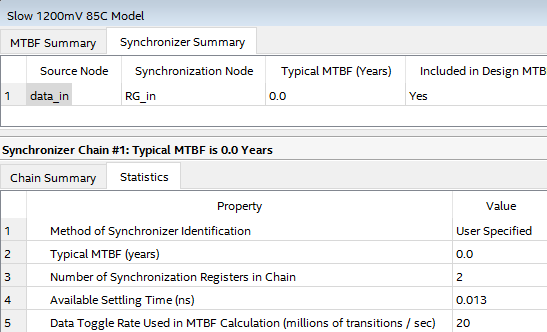 Slow 1200mV 85C Model
MTBF Summary Synchronizer Summary
Source Node Synchronization Node Typical MTBF (Years) Included in Design MTB
1 data_in RG_in 0.0 Yes
Synchronizer Chain #1: Typical MTBF is 0.0 Years
Chain Summary Statistics
Property Value
1 Method of Synchronizer Identification User Specified
2 Typical MTBF (years) 0.0
3 Number of Synchronization Registers in Chain 2
4 Available Settling Time (ns) 0.013
5 Data Toggle Rate Used in MTBF Calculation (millions of transitions / sec) 20